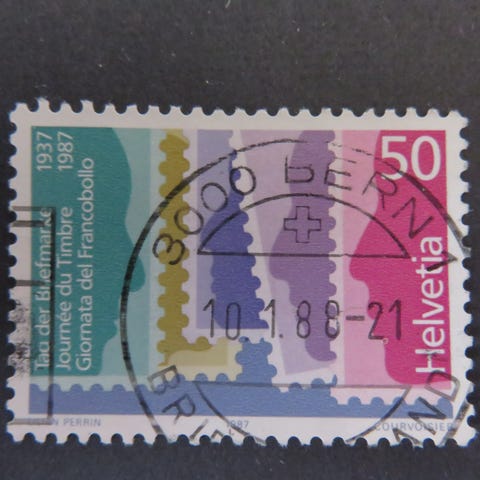 1937
1987
Tag der Briefmarke
Journée du Timbre
Giornata del Francobollo
50
Helvetia
3000 BERN
10.1.88-21
PERRIN
1987
COURVOISIER